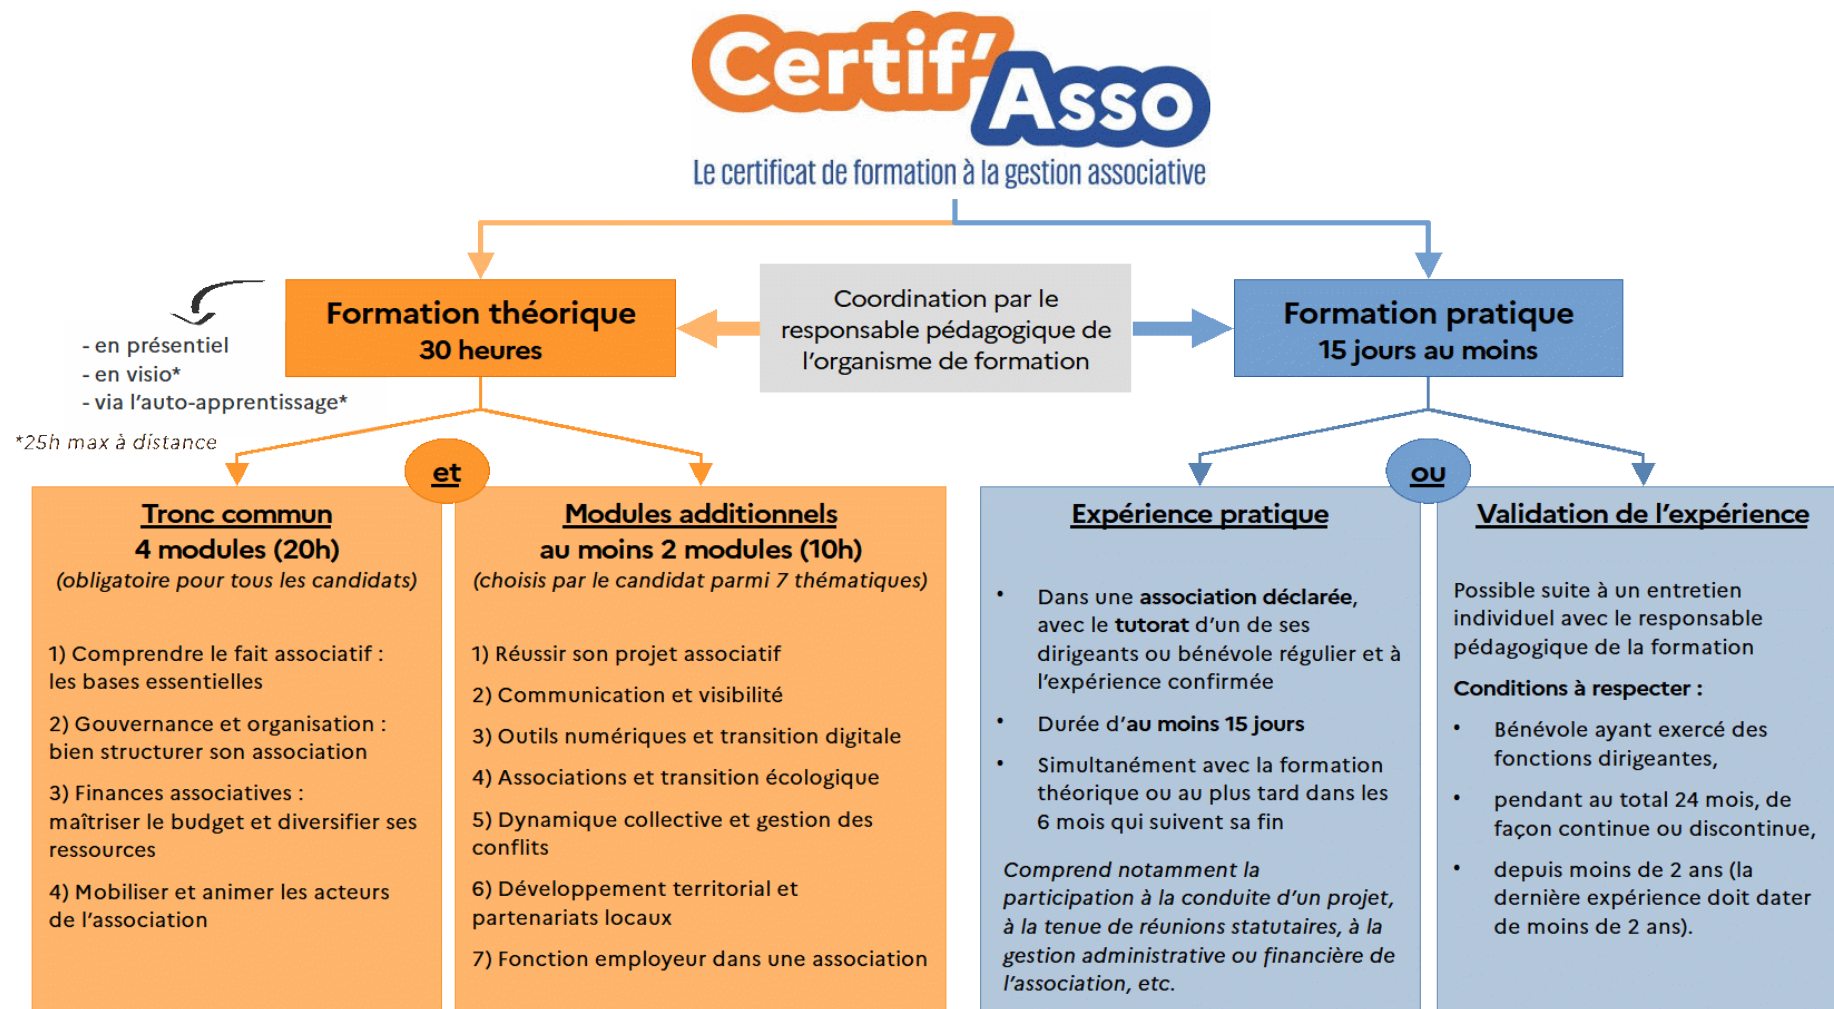 Certif'Asso
Le certificat de formation à la gestion associative
Formation théorique
30 heures
- en présentiel
- en visio*
- via l'auto-apprentissage*
*25h max à distance
Coordination par le
responsable pédagogique de
l'organisme de formation
Formation pratique
15 jours au moins
et
Tronc commun
4 modules (20h)
(obligatoire pour tous les candidats)
1) Comprendre le fait associatif :
les bases essentielles
2) Gouvernance et organisation :
bien structurer son association
3) Finances associatives :
maîtriser le budget et diversifier ses
ressources
4) Mobiliser et animer les acteurs
de l'association
Modules additionnels
au moins 2 modules (10h)
(choisis par le candidat parmi 7 thématiques)
1) Réussir son projet associatif
2) Communication et visibilité
3) Outils numériques et transition digitale
4) Associations et transition écologique
5) Dynamique collective et gestion des
conflits
6) Développement territorial et
partenariats locaux
7) Fonction employeur dans une association
ou
Expérience pratique
• Dans une association déclarée,
avec le tutorat d'un de ses
dirigeants ou bénévole régulier et à
l'expérience confirmée
• Durée d'au moins 15 jours
• Simultanément avec la formation
théorique ou au plus tard dans les
6 mois qui suivent sa fin
Comprend notamment la
participation à la conduite d'un projet,
à la tenue de réunions statutaires, à la
gestion administrative ou financière de
l'association, etc.
Validation de l'expérience
Possible suite à un entretien
individuel avec le responsable
pédagogique de la formation
Conditions à respecter :
• Bénévole ayant exercé des
fonctions dirigeantes,
• pendant au total 24 mois, de
façon continue ou discontinue,
• depuis moins de 2 ans (la
dernière expérience doit dater
de moins de 2 ans).